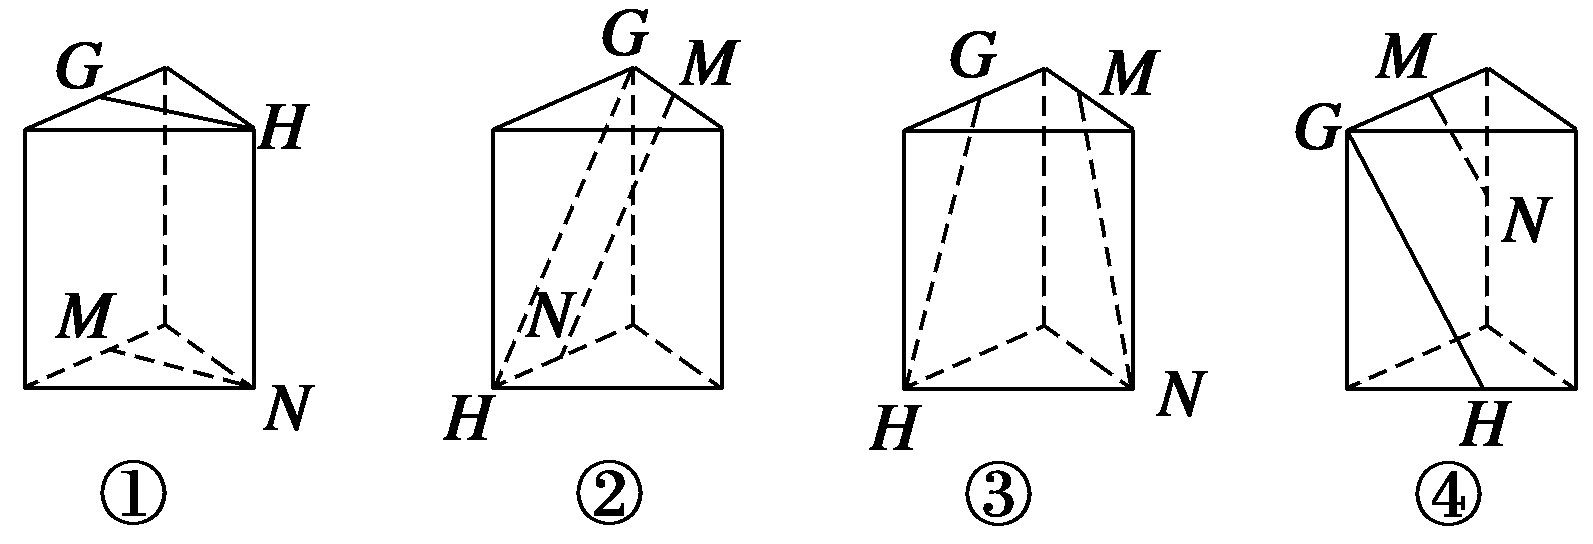 G H M N
G M N H
G M H N
M G N H
① ② ③ ④